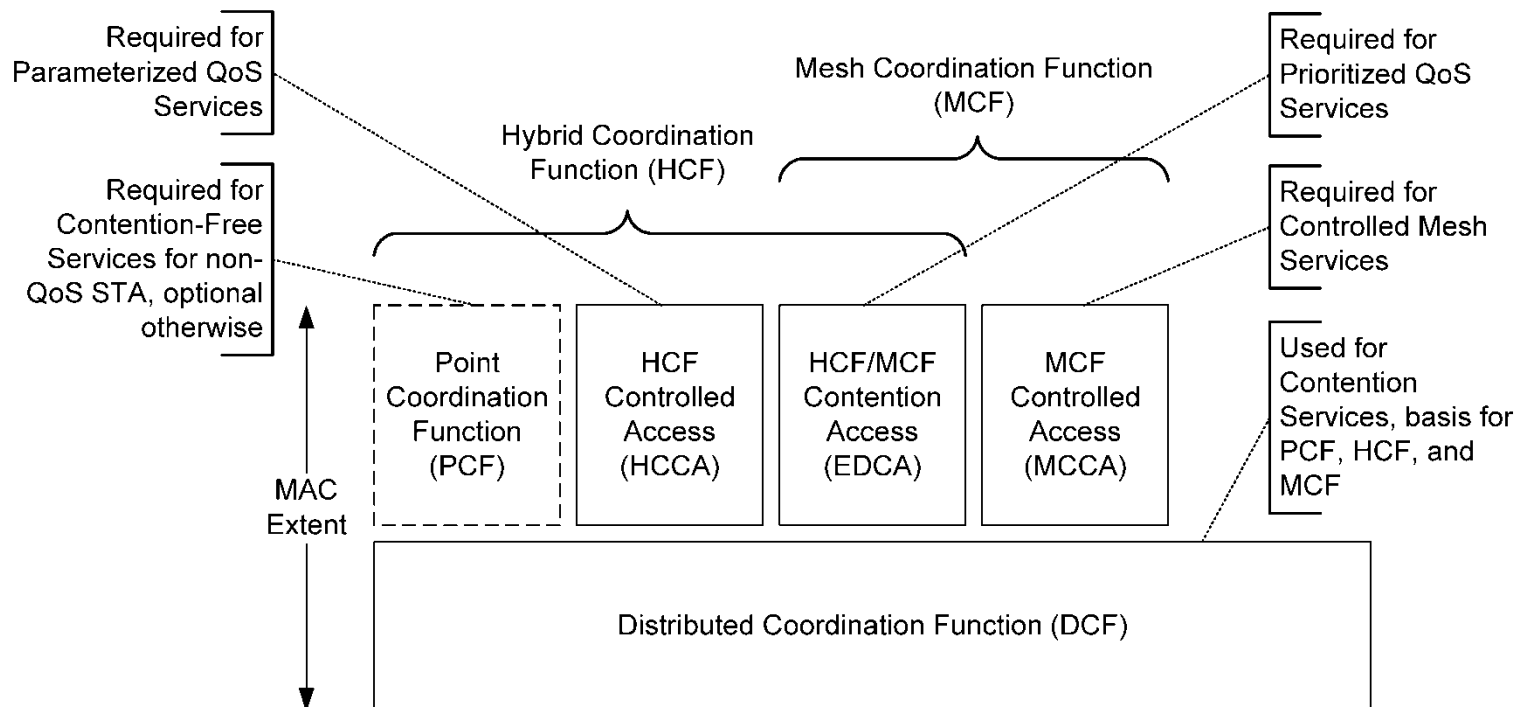 Required for
Parameterized QoS
Services
Required for
Contention-Free
Services for non-
QoS STA, optional
otherwise
Hybrid Coordination
Function (HCF)
Mesh Coordination Function
(MCF)
Required for
Prioritized QoS
Services
Required for
Controlled Mesh
Services
Used for
Contention
Services, basis for
PCF, HCF, and
MCF
MAC
Extent
Point
Coordination
Function
(PCF)
HCF
Controlled
Access
(HCCA)
HCF/MCF
Contention
Access
(EDCA)
MCF
Controlled
Access
(MCCA)
Distributed Coordination Function (DCF)